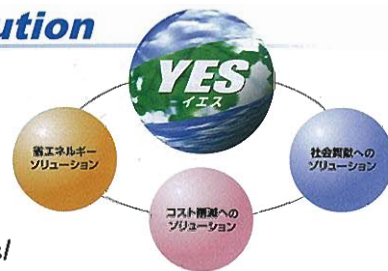 ution
YES
イエス
省エネルギー
ソリューション
社会貢献への
ソリューション
コスト削減への
ソリューション
s!